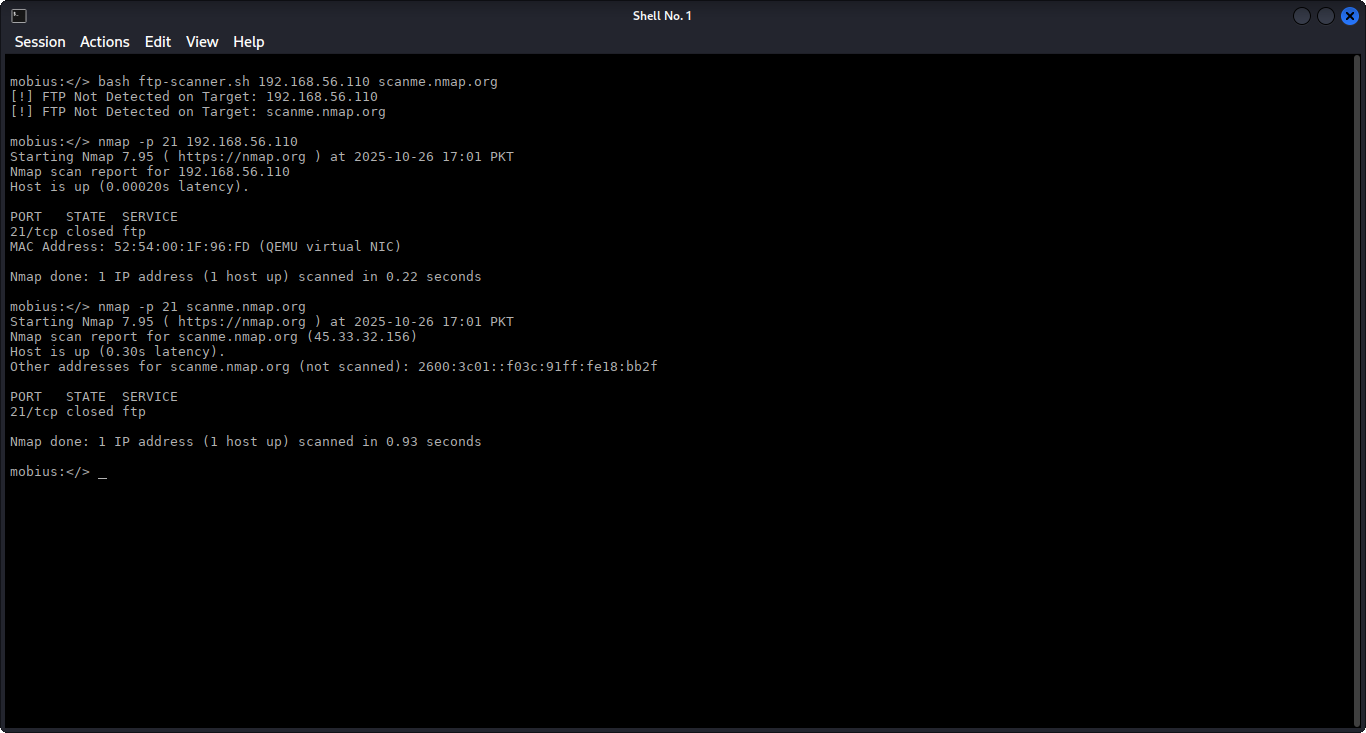 Shell No. 1
Session Actions Edit View Help
mobius:</> bash ftp-scanner.sh 192.168.56.110 scanme.nmap.org
[!] FTP Not Detected on Target: 192.168.56.110
[!] FTP Not Detected on Target: scanme.nmap.org
mobius:</> nmap -p 21 192.168.56.110
Starting Nmap 7.95 ( https://nmap.org ) at 2025-10-26 17:01 PKT
Nmap scan report for 192.168.56.110
Host is up (0.00020s latency).
PORT   STATE  SERVICE
21/tcp closed ftp
MAC Address: 52:54:00:1F:96:FD (QEMU virtual NIC)
Nmap done: 1 IP address (1 host up) scanned in 0.22 seconds
mobius:</> nmap -p 21 scanme.nmap.org
Starting Nmap 7.95 ( https://nmap.org ) at 2025-10-26 17:01 PKT
Nmap scan report for scanme.nmap.org (45.33.32.156)
Host is up (0.30s latency).
Other addresses for scanme.nmap.org (not scanned): 2600:3c01::f03c:91ff:fe18:bb2f
PORT   STATE  SERVICE
21/tcp closed ftp
Nmap done: 1 IP address (1 host up) scanned in 0.93 seconds
mobius:</> _